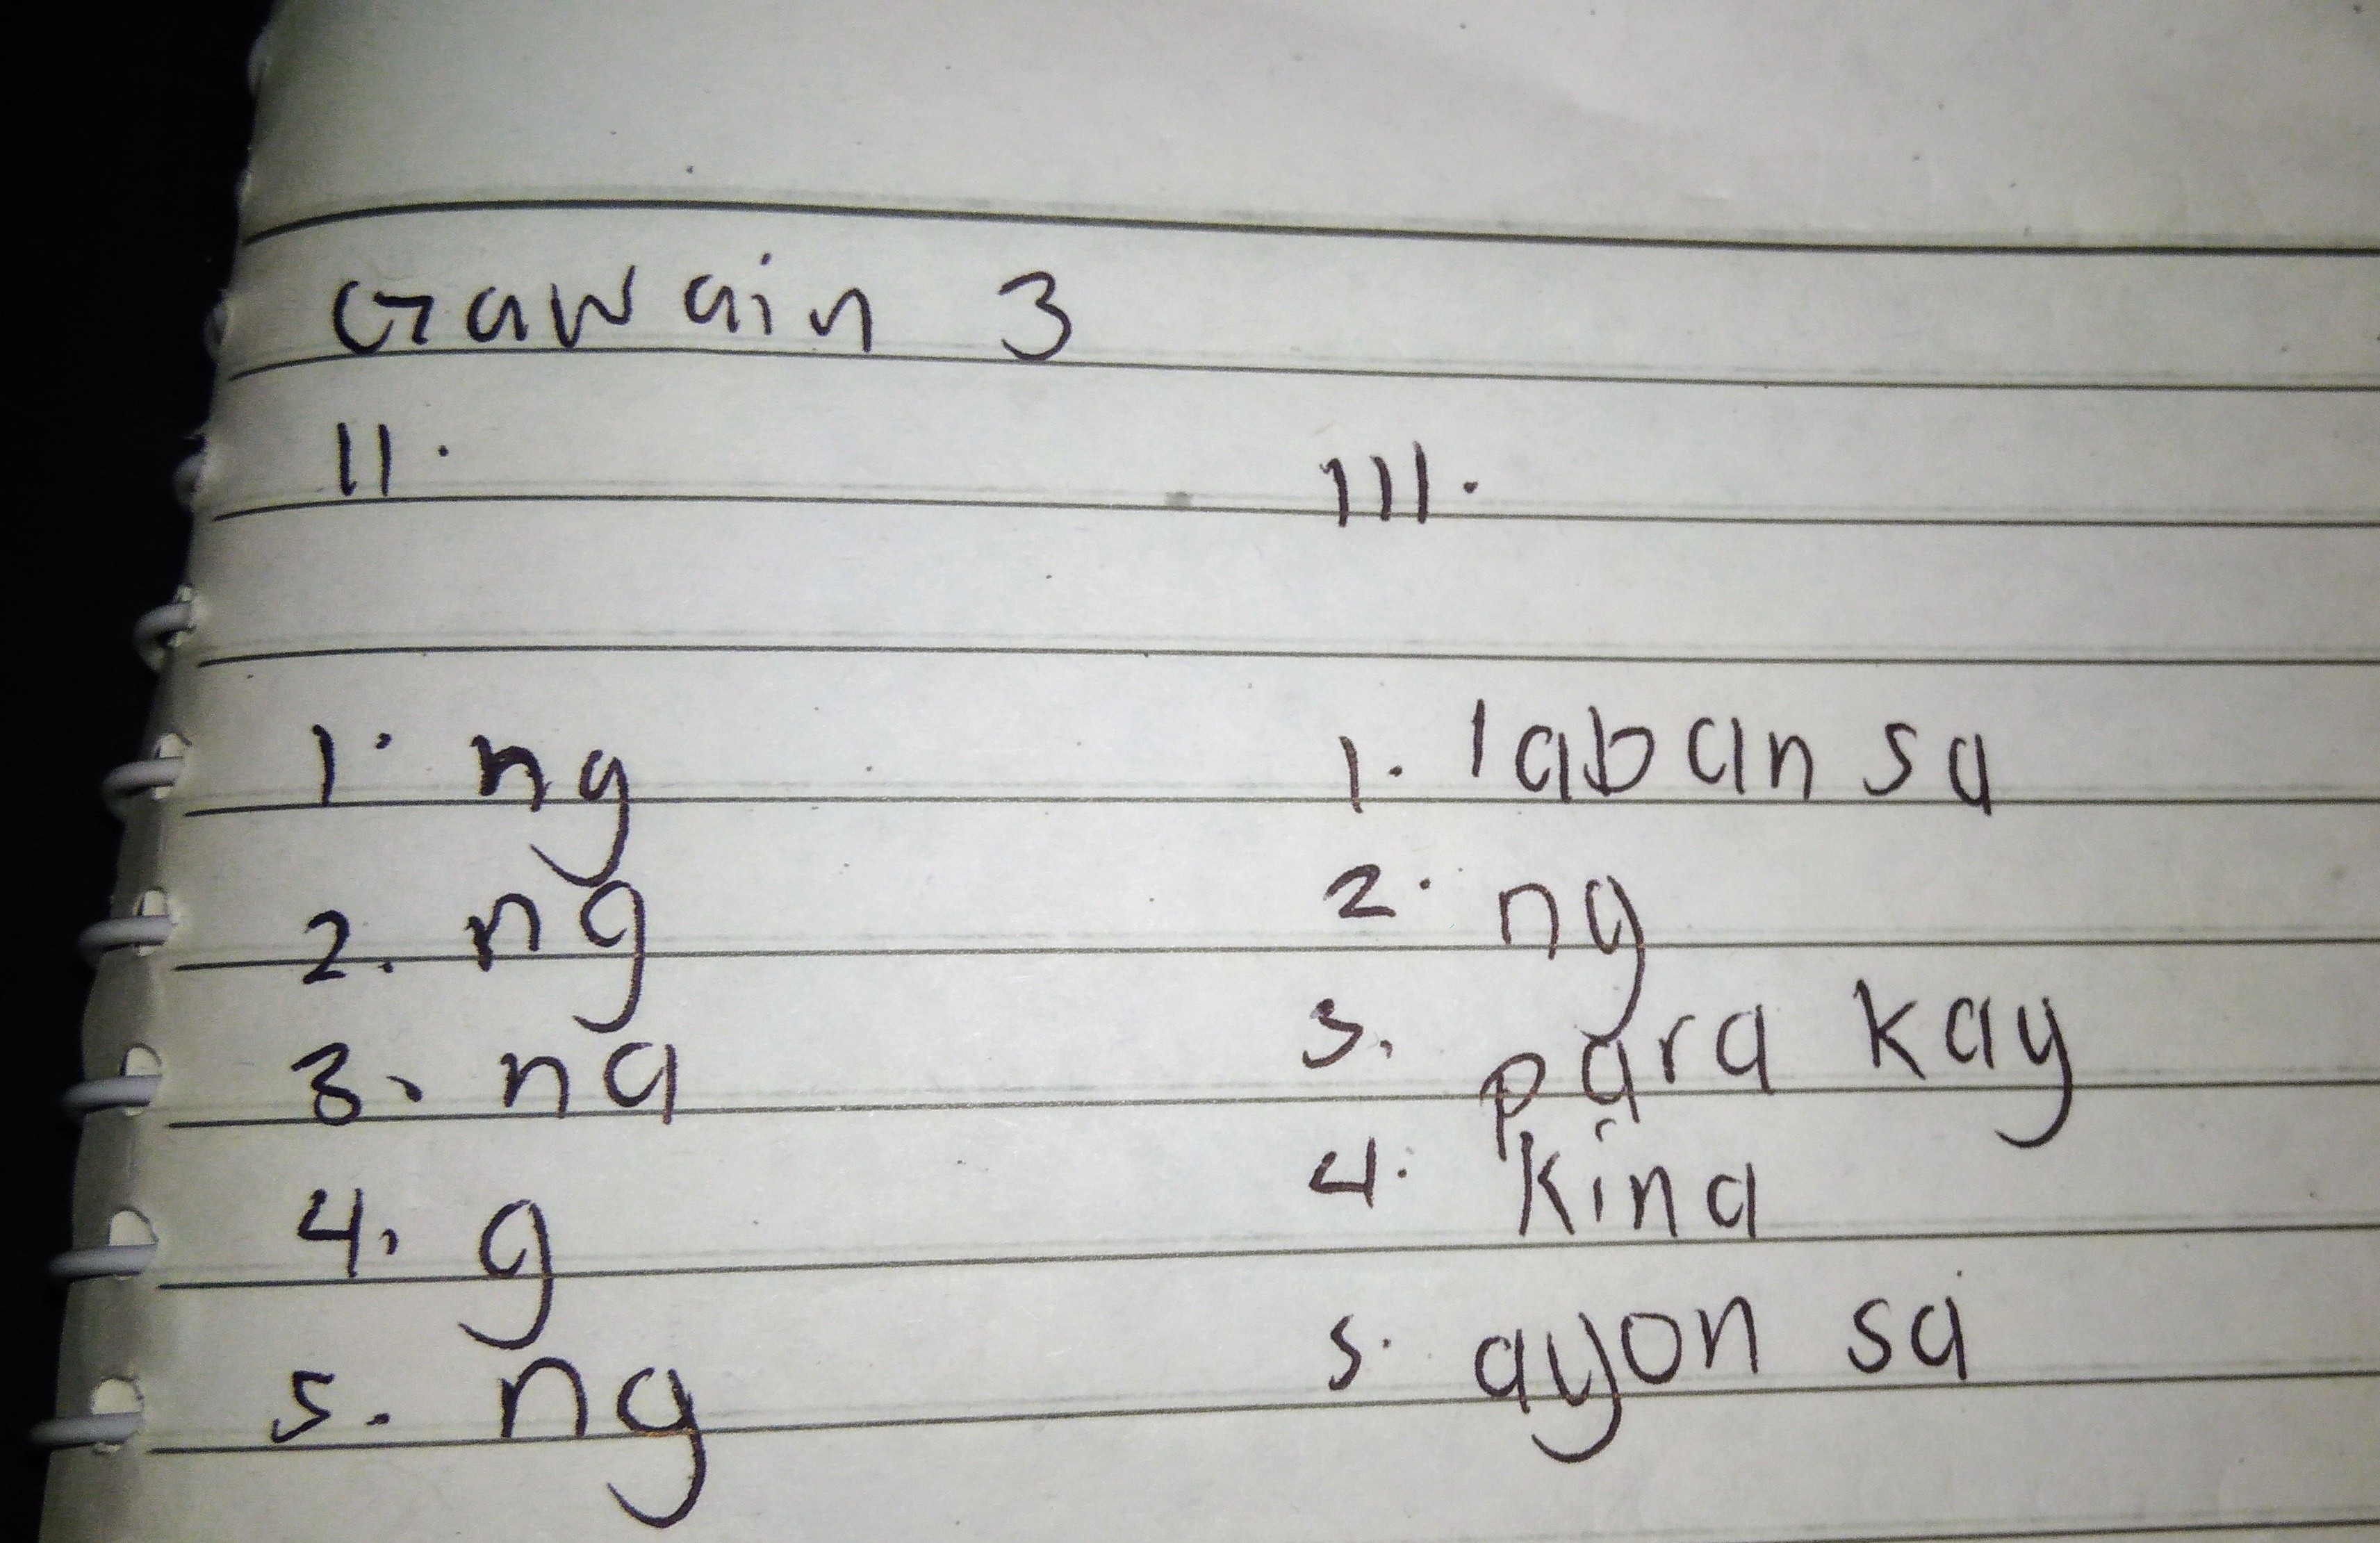 Gawain 3
II.
1. ng
2. ng
3. na
4. g
5. ng
III.
1. laban sa
2. ng
3. para kay
4. kina
5. ayon sa